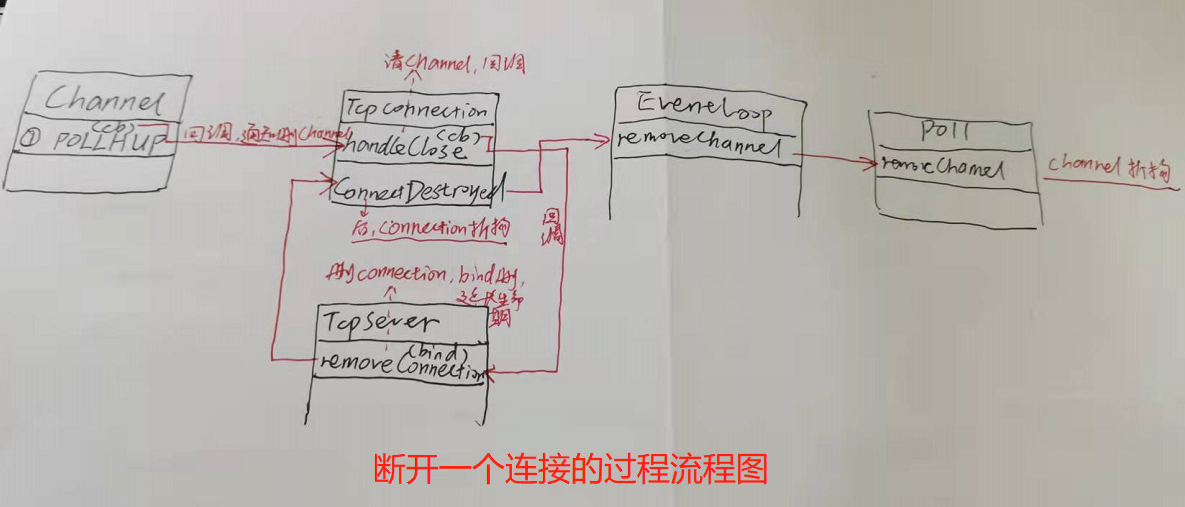 清Channel, 回调
Channel
(cb)
① POLLHUP
回调,通知删Channel
Tcpconnection
(cb)
handleClose
ConnectDestroyed
后,connection析构
回调
EventLoop
removeChannel
Poll
removeChannel
Channel析构
删connection, bind删,
延长生命
周期
TcpSever
(bind)
removeConnection
断开一个连接的过程流程图